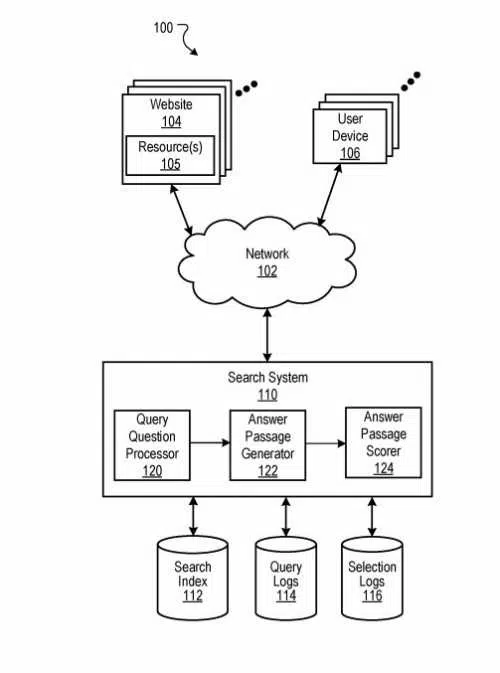 100
Website
104
Resource(s)
105
User
Device
106
Network
102
Search System
110
Query
Question
Processor
120
Answer
Passage
Generator
122
Answer
Passage
Scorer
124
Search
Index
112
Query
Logs
114
Selection
Logs
116